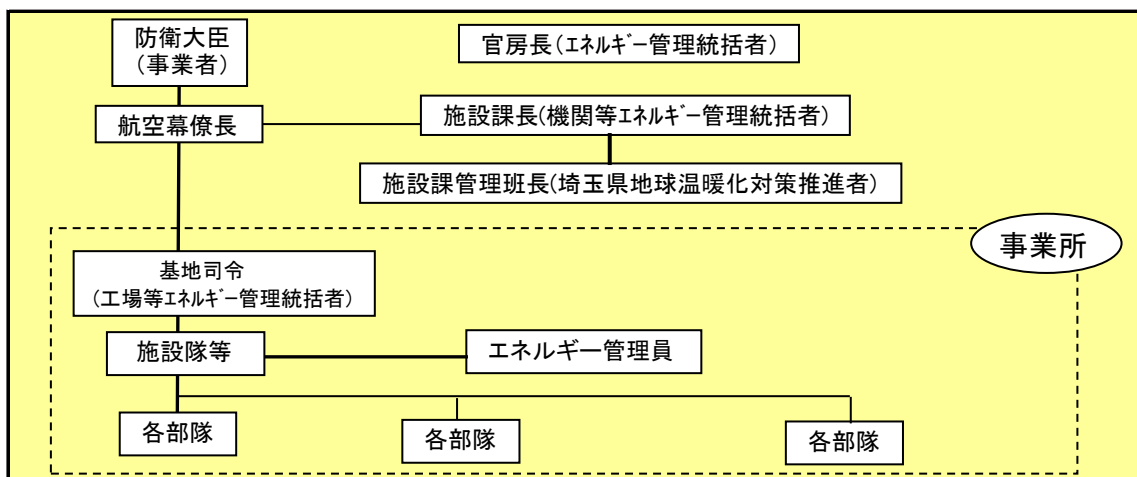 防衛大臣
(事業者)
官房長(ｴﾈﾙｷﾞｰ管理統括者)
航空幕僚長
施設課長(機関等ｴﾈﾙｷﾞｰ管理統括者)
施設課管理班長(埼玉県地球温暖化対策推進者)
事業所
基地司令
(工場等ｴﾈﾙｷﾞｰ管理統括者)
施設隊等
エネルギー管理員
各部隊
各部隊
各部隊